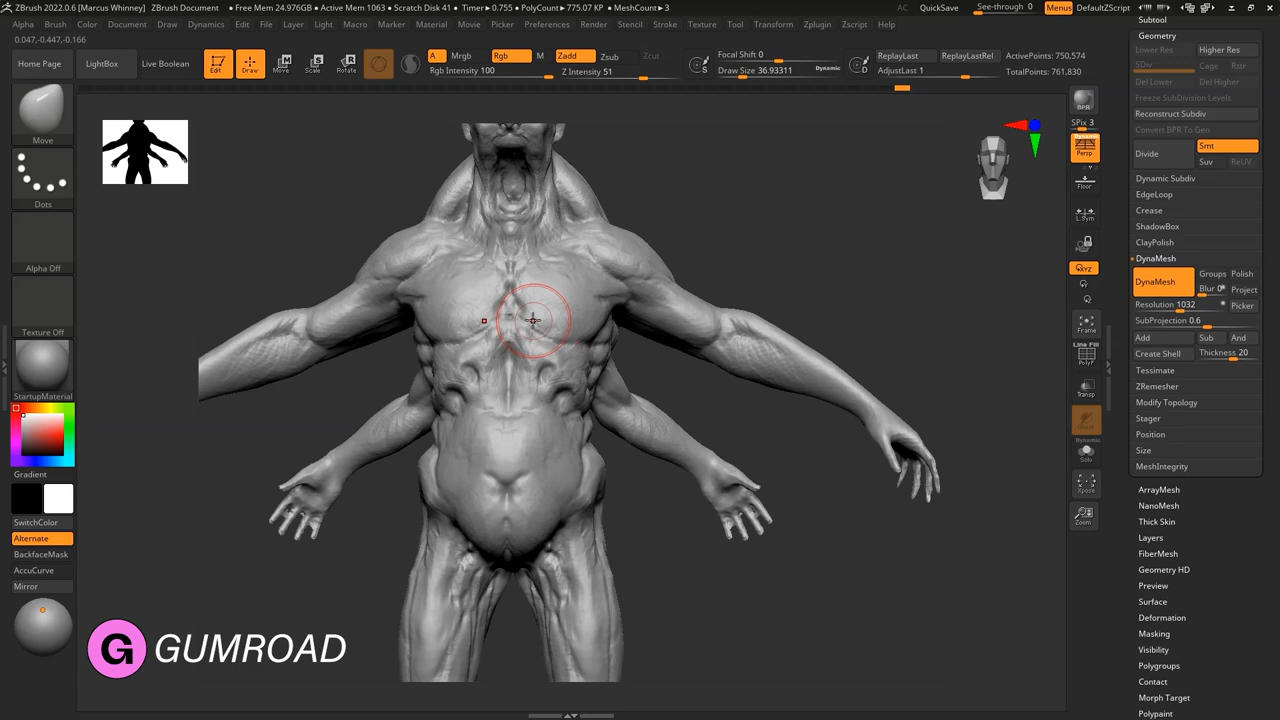 ZBrush 2022.0.6 [Marcus Whinney] ZBrush Document • Free Mem 24.976GB • Active Mem 1063 • Scratch Disk 41 • Timer▸0.755 • PolyCount▸775.07 KP • MeshCount▸3 AC QuickSave See-through 0 Menus DefaultZScript
Alpha Brush Color Document Draw Dynamics Edit File Layer Light Macro Marker Material Movie Picker Preferences Render Stencil Stroke Texture Tool Transform Zplugin Zscript Help
0.047,-0.447,-0.166
Home Page LightBox Live Boolean Edit Draw Move Scale Rotate
A Mrgb Rgb M Zadd Zsub Zcut
Rgb Intensity 100 Z Intensity 51
Focal Shift 0
Draw Size 36.93311 Dynamic
ReplayLast ReplayLastRel ActivePoints: 750,574
AdjustLast 1 TotalPoints: 761,830
Move
Dots
Alpha Off
Texture Off
StartupMaterial
Gradient
SwitchColor
Alternate
BackfaceMask
AccuCurve
Mirror
GUMROAD
BPR
SPix 3
Dynamic
Persp
Floor
L.Sym
XYZ
Frame
Line Fill
PolyF
Transp
Ghost
Dynamic
Solo
Xpose
Zoom
Subtool
Geometry
Lower Res Higher Res
SDiv Cage Rstr
Del Lower Del Higher
Freeze SubDivision Levels
Reconstruct Subdiv
Convert BPR To Geo
Divide Smt
Suv ReUV
Dynamic Subdiv
EdgeLoop
Crease
ShadowBox
ClayPolish
DynaMesh
DynaMesh Groups Polish
Blur 0 Project
Resolution 1032 Picker
SubProjection 0.6
Add Sub And
Create Shell Thickness 20
Tessimate
ZRemesher
Modify Topology
Stager
Position
Size
MeshIntegrity
ArrayMesh
NanoMesh
Thick Skin
Layers
FiberMesh
Geometry HD
Preview
Surface
Deformation
Masking
Visibility
Polygroups
Contact
Morph Target
Polypaint